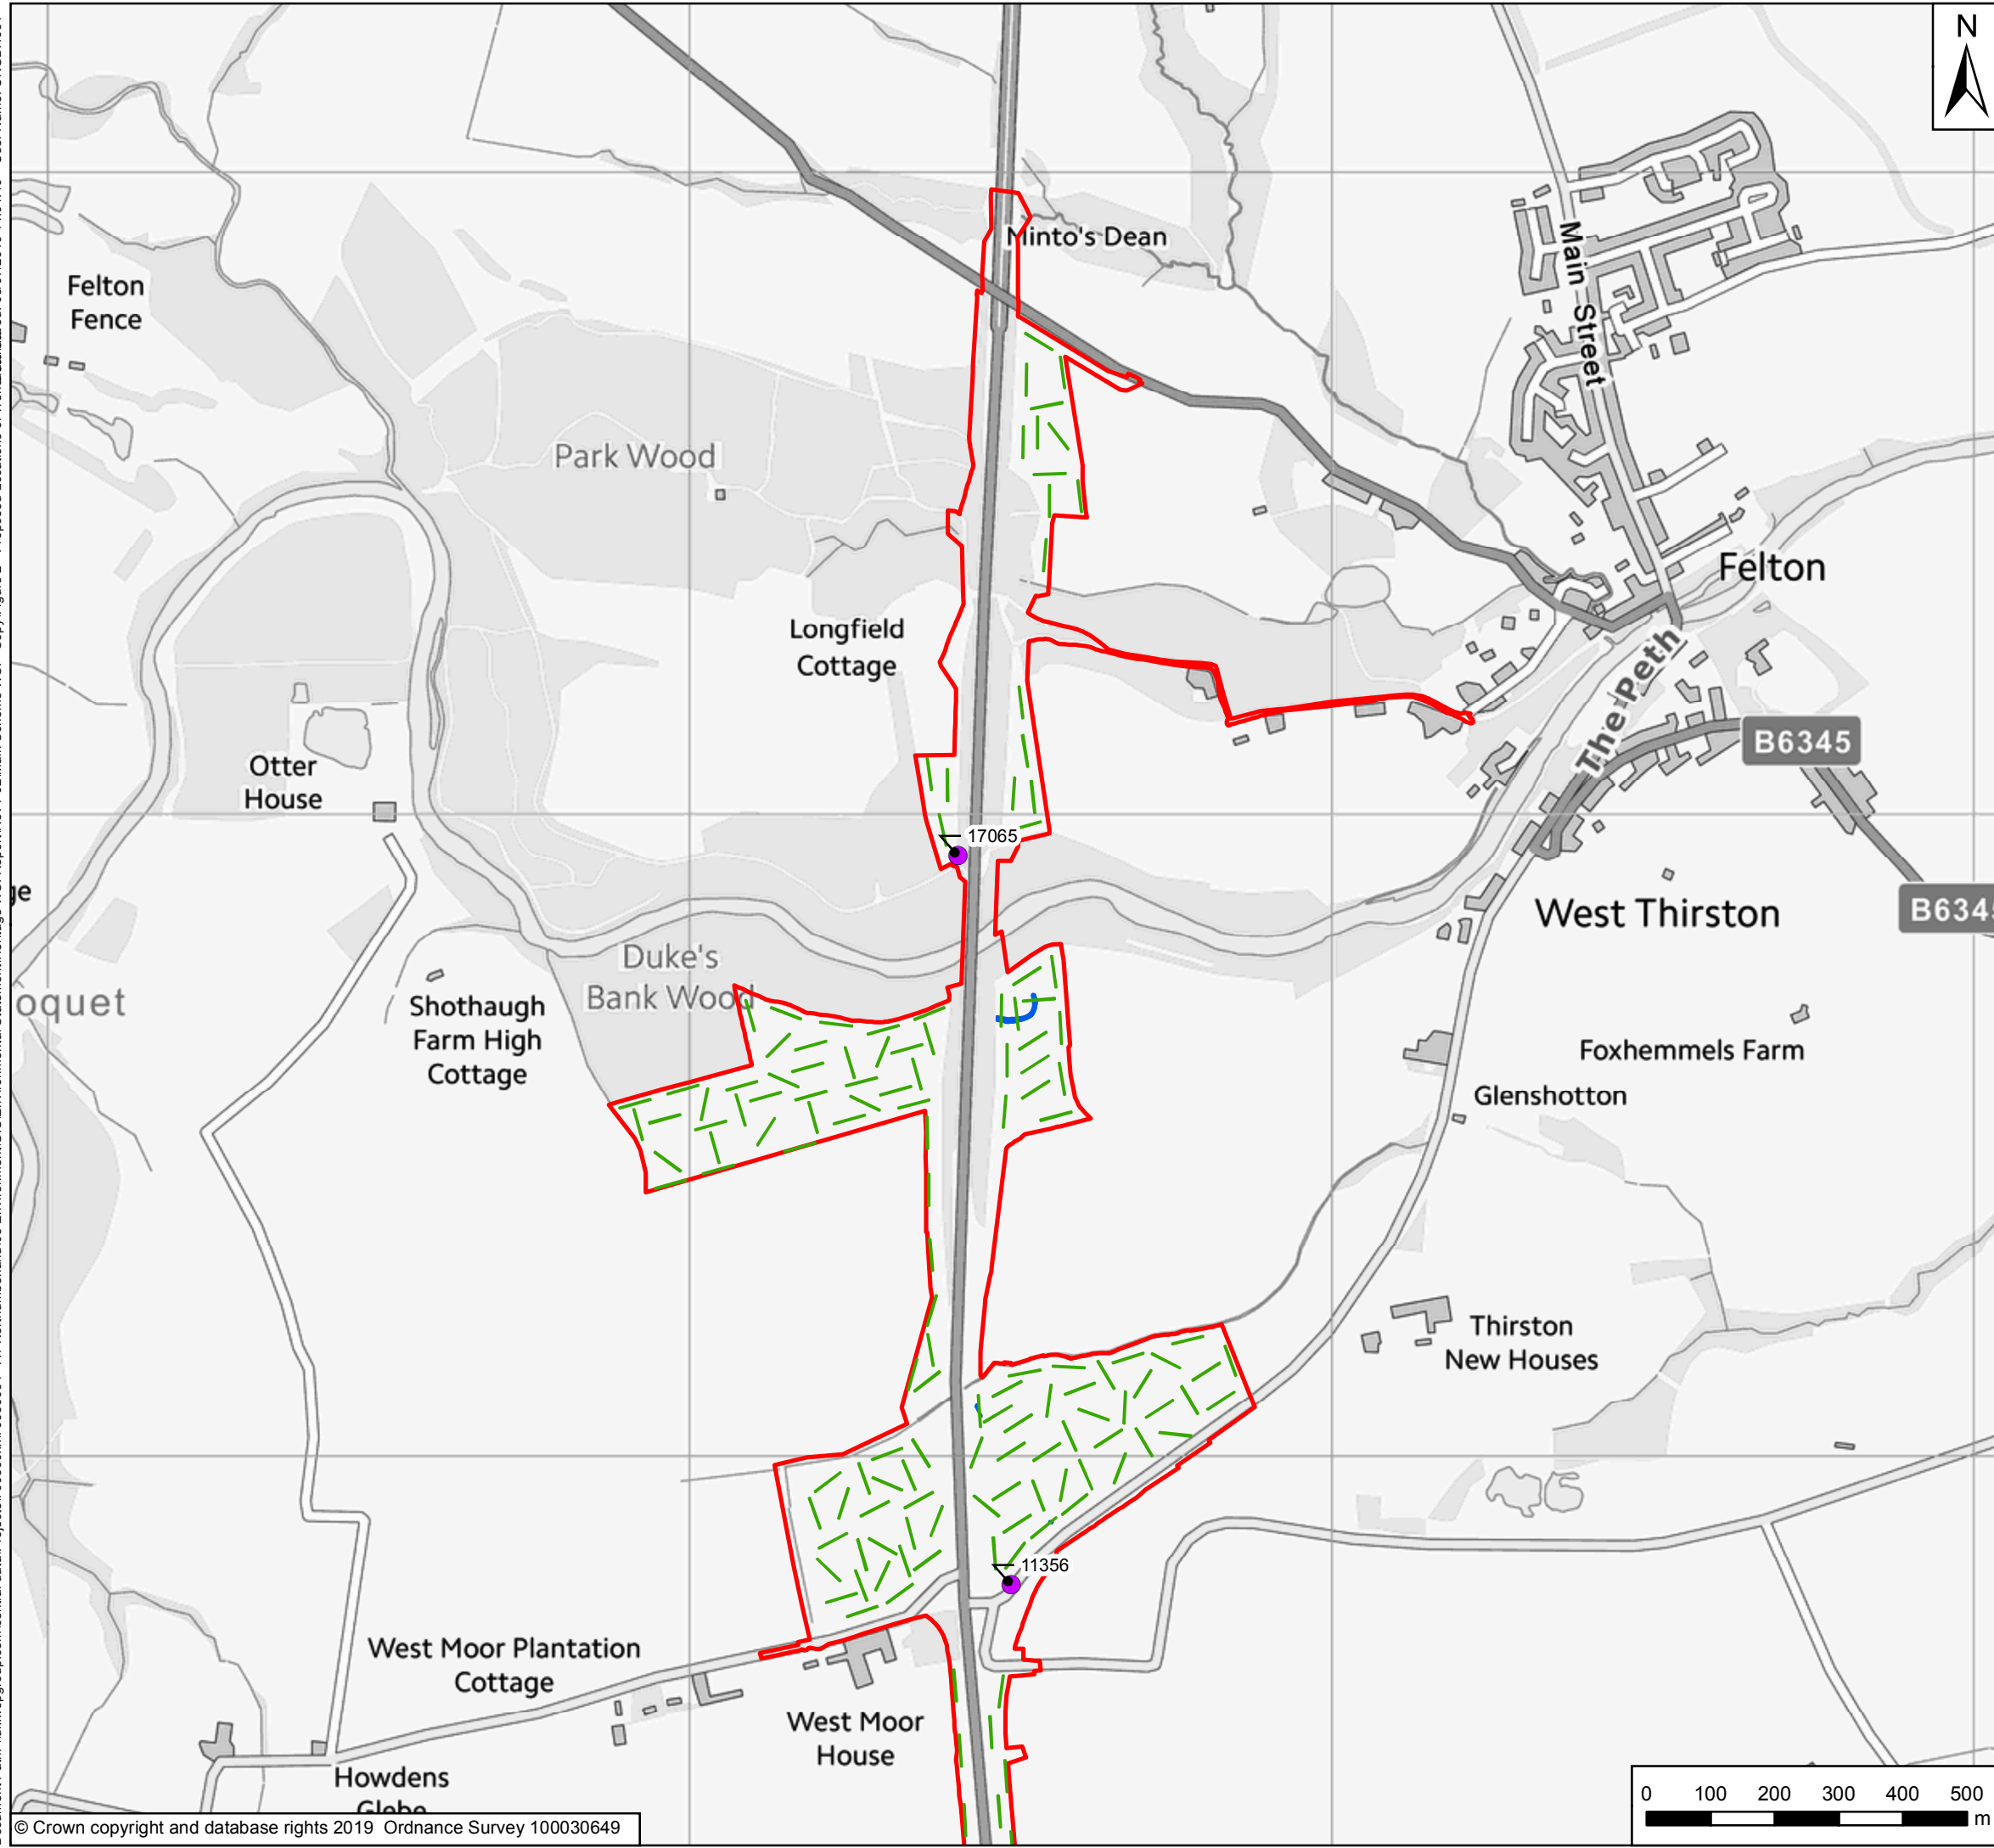 N
Minto's Dean
Main Street
Felton
Fence
Park Wood
Felton
Longfield
Cottage
The Peth
B6345
Otter
House
17065
B6345
West Thirston
Duke's
Bank Wood
oquet
Shothaugh
Farm High
Cottage
Foxhemmels Farm
Glenshotton
Thirston
New Houses
11356
West Moor Plantation
Cottage
West Moor
House
Howdens
Glebe
0 100 200 300 400 500
m
© Crown copyright and database rights 2019 Ordnance Survey 100030649